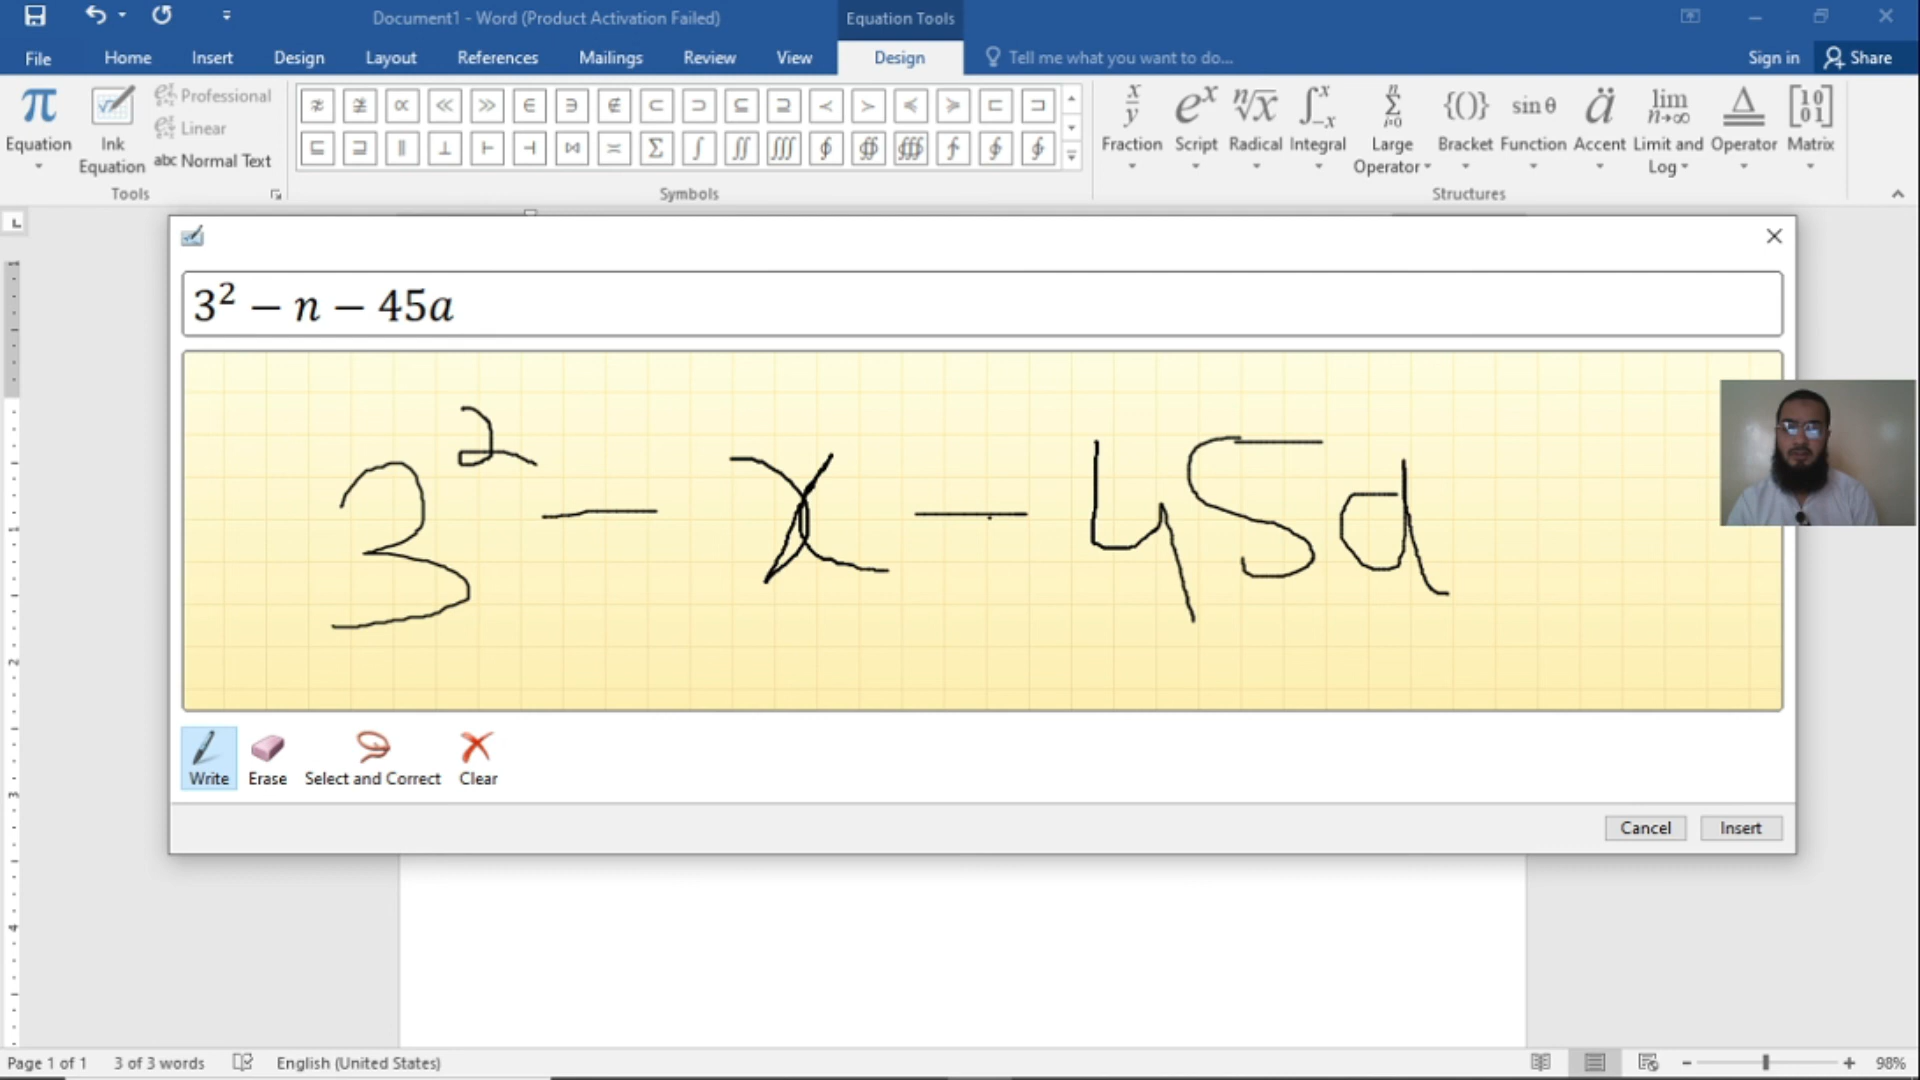 Document1 - Word (Product Activation Failed)
Equation Tools
File Home Insert Design Layout References Mailings Review View Design Tell me what you want to do... Sign in Share
Equation
Ink Equation
Professional
Linear
abc Normal Text
Tools
≵ ≇ ∝ ≪ ≫ ∈ ∋ ∉ ⊂ ⊃ ⊆ ⊇ ≺ ≻ ≼ ≽ ⊏ ⊐
⊑ ⊒ ∥ ⊥ ⊢ ⊣ ⋈ ≍ ∑ ∫ ∬ ∭ ∮ ∯ ∰
Symbols
Fraction Script Radical Integral Large Operator Bracket Function Accent Limit and Log Operator Matrix
Structures
3² − n − 45a
3² − x − 45a
Write Erase Select and Correct Clear
Cancel Insert
Page 1 of 1 3 of 3 words English (United States) 98%